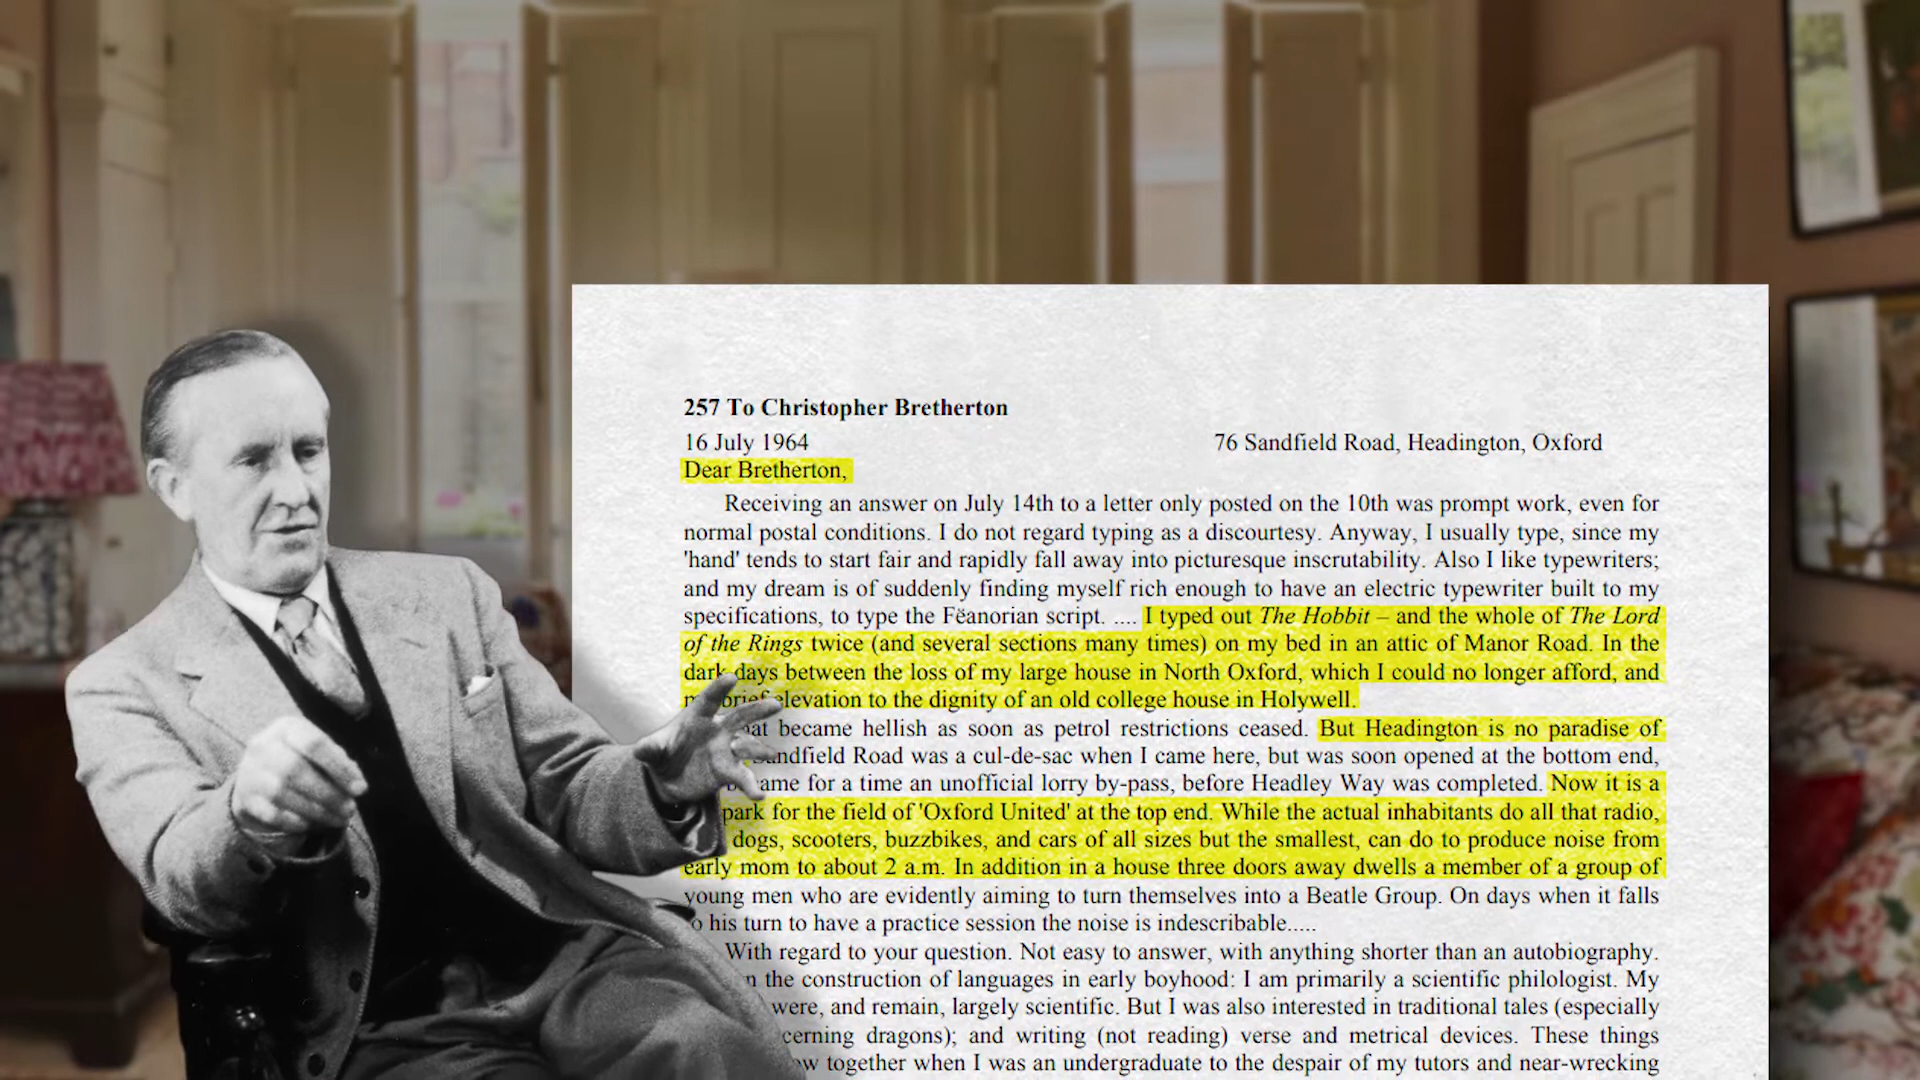 257 To Christopher Bretherton
16 July 1964 76 Sandfield Road, Headington, Oxford
Dear Bretherton,
Receiving an answer on July 14th to a letter only posted on the 10th was prompt work, even for
normal postal conditions. I do not regard typing as a discourtesy. Anyway, I usually type, since my
'hand' tends to start fair and rapidly fall away into picturesque inscrutability. Also I like typewriters;
and my dream is of suddenly finding myself rich enough to have an electric typewriter built to my
specifications, to type the Fëanorian script. .... I typed out The Hobbit – and the whole of The Lord
of the Rings twice (and several sections many times) on my bed in an attic of Manor Road. In the
dark days between the loss of my large house in North Oxford, which I could no longer afford, and
brief elevation to the dignity of an old college house in Holywell.
became hellish as soon as petrol restrictions ceased. But Headington is no paradise of
Sandfield Road was a cul-de-sac when I came here, but was soon opened at the bottom end,
for a time an unofficial lorry by-pass, before Headley Way was completed. Now it is a
park for the field of 'Oxford United' at the top end. While the actual inhabitants do all that radio,
dogs, scooters, buzzbikes, and cars of all sizes but the smallest, can do to produce noise from
early mom to about 2 a.m. In addition in a house three doors away dwells a member of a group of
young men who are evidently aiming to turn themselves into a Beatle Group. On days when it falls
his turn to have a practice session the noise is indescribable.....
With regard to your question. Not easy to answer, with anything shorter than an autobiography.
the construction of languages in early boyhood: I am primarily a scientific philologist. My
were, and remain, largely scientific. But I was also interested in traditional tales (especially
dragons); and writing (not reading) verse and metrical devices. These things
together when I was an undergraduate to the despair of my tutors and near-wrecking